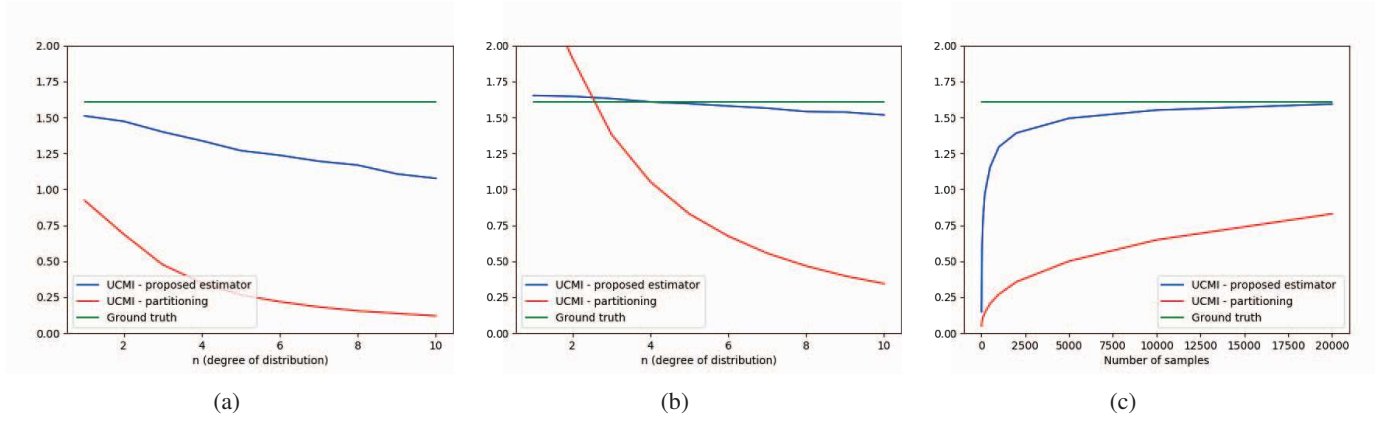 2.00
1.75
1.50
1.25
1.00
0.75
0.50
0.25
0.00
UCMI - proposed estimator
UCMI - partitioning
Ground truth
2 4 6 8 10
n (degree of distribution)
(a)
2.00
1.75
1.50
1.25
1.00
0.75
0.50
0.25
0.00
UCMI - proposed estimator
UCMI - partitioning
Ground truth
2 4 6 8 10
n (degree of distribution)
(b)
2.00
1.75
1.50
1.25
1.00
0.75
0.50
0.25
0.00
UCMI - proposed estimator
UCMI - partitioning
Ground truth
0 2500 5000 7500 10000 12500 15000 17500 20000
Number of samples
(c)